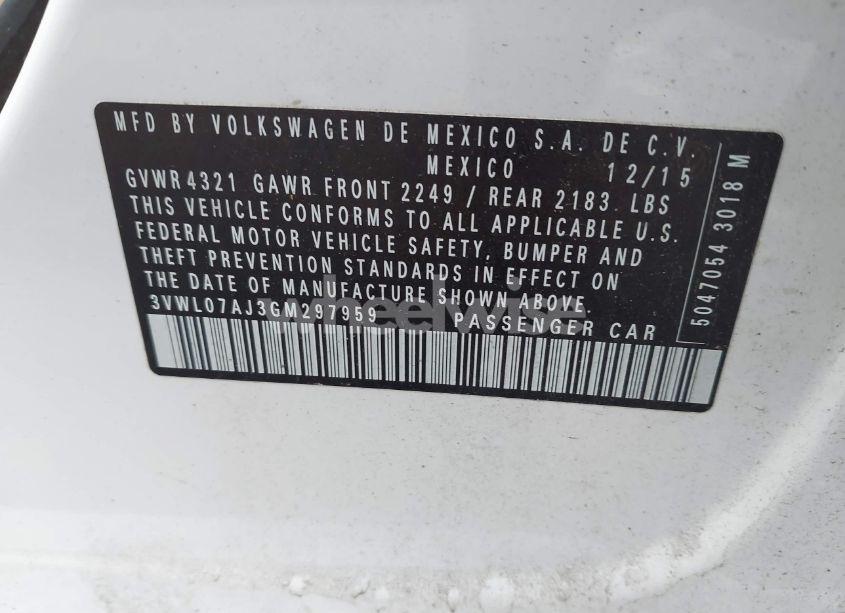 MFD BY VOLKSWAGEN DE MEXICO S.A. DE C.V.
MEXICO 12/15
GVWR 4321 GAWR FRONT 2249 / REAR 2183. LBS
THIS VEHICLE CONFORMS TO ALL APPLICABLE U.S.
FEDERAL MOTOR VEHICLE SAFETY, BUMPER AND
THEFT PREVENTION STANDARDS IN EFFECT ON
THE DATE OF MANUFACTURE SHOWN ABOVE.
3VWL07AJ3GM297959 PASSENGER CAR
5047054 3018 M
wheelwise